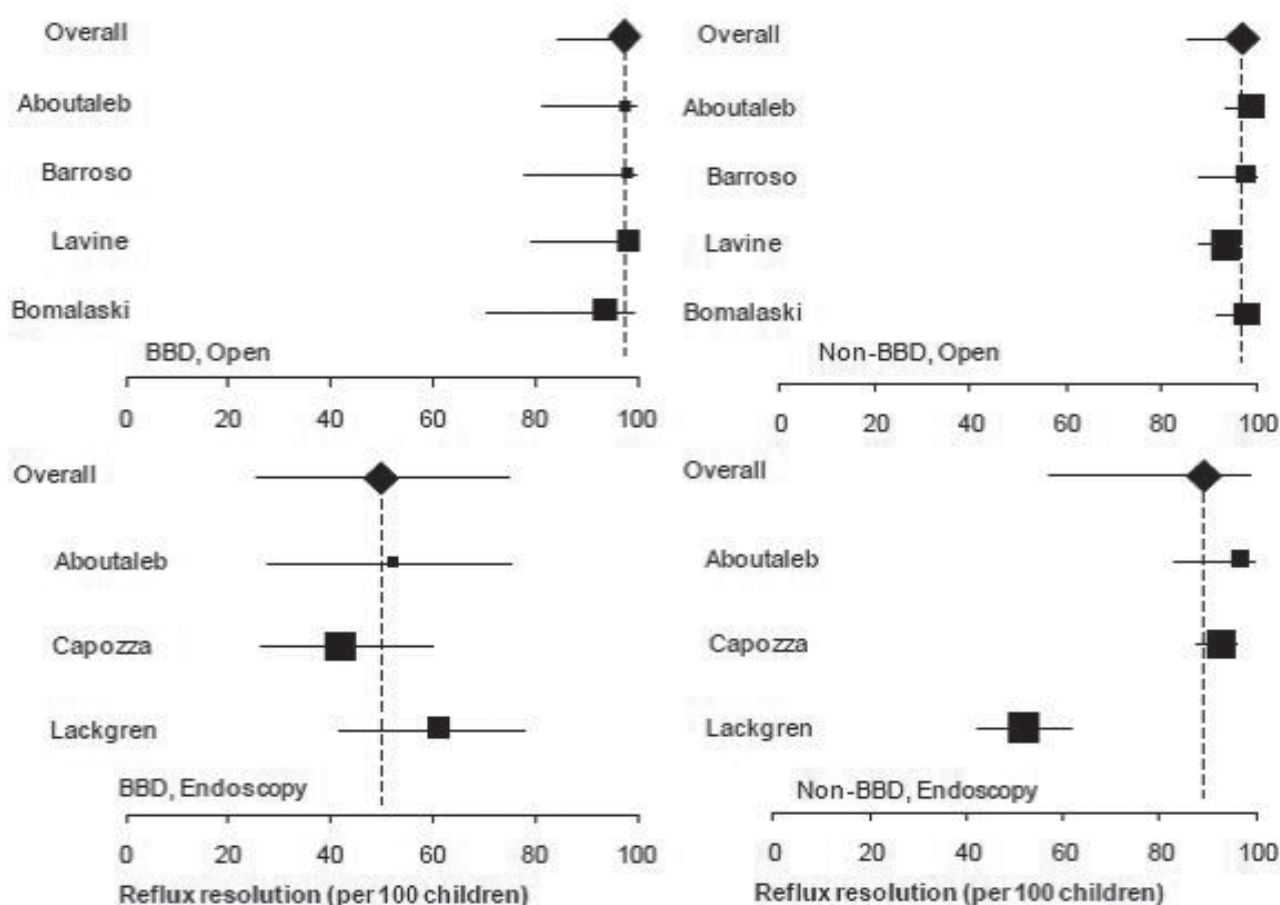 Overall
Aboutaleb
Barroso
Lavine
Bomalaski
BBD, Open
0 20 40 60 80 100
Overall
Aboutaleb
Barroso
Lavine
Bomalaski
Non-BBD, Open
0 20 40 60 80 100
Overall
Aboutaleb
Capozza
Lackgren
BBD, Endoscopy
0 20 40 60 80 100
Reflux resolution (per 100 children)
Overall
Aboutaleb
Capozza
Lackgren
Non-BBD, Endoscopy
0 20 40 60 80 100
Reflux resolution (per 100 children)